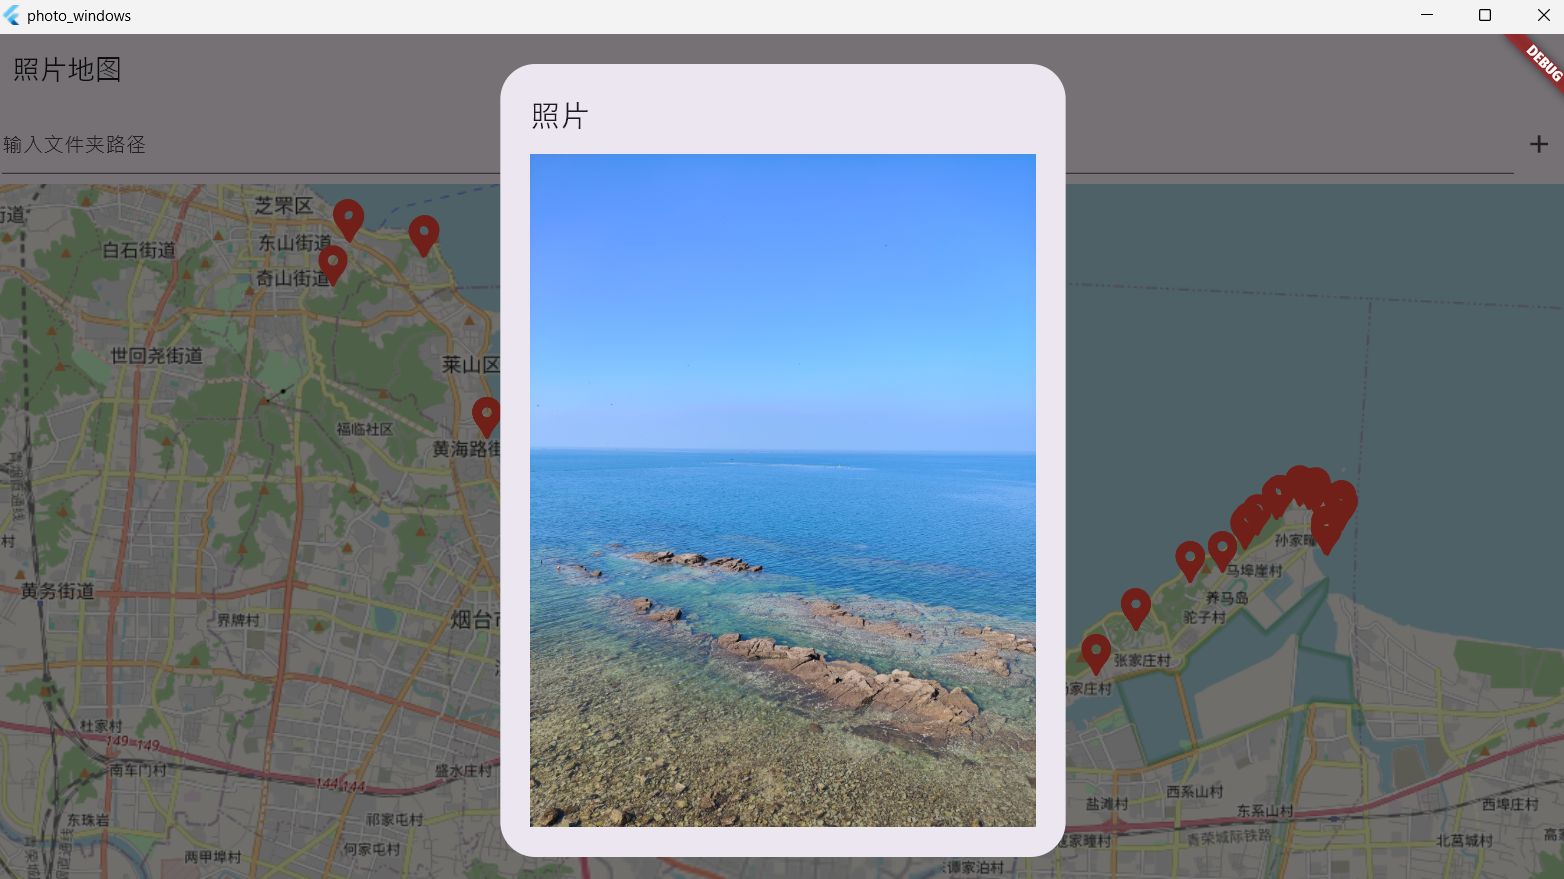 photo_windows
DEBUG
照片地图
照片
输入文件夹路径
芝罘区
街道
东山街道
白石街道
奇山街道
世回尧街道
莱山区
福临社区
黄海路街
孙家疃
马埠崖村
黄务街道
养马岛
界牌村
烟台市
驼子村
张家庄村
家庄村
杜家村
149 149
南车门村
盛水庄村
144 144
西系山村
盐滩村
东系山村
西埠庄村
东珠岩
祁家屯村
青荣城际铁路
家疃村
北莒城村
两甲埠村
何家屯村
谭家泊村